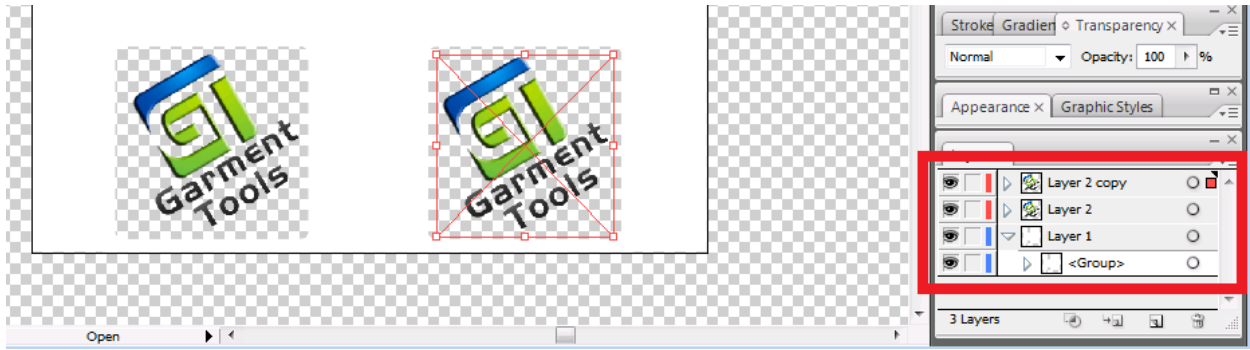 Stroke Gradien Transparency
Normal Opacity: 100 %
Appearance Graphic Styles
Layer 2 copy
Layer 2
Layer 1
<Group>
3 Layers
Garment
Tools
Garment
Tools
Open